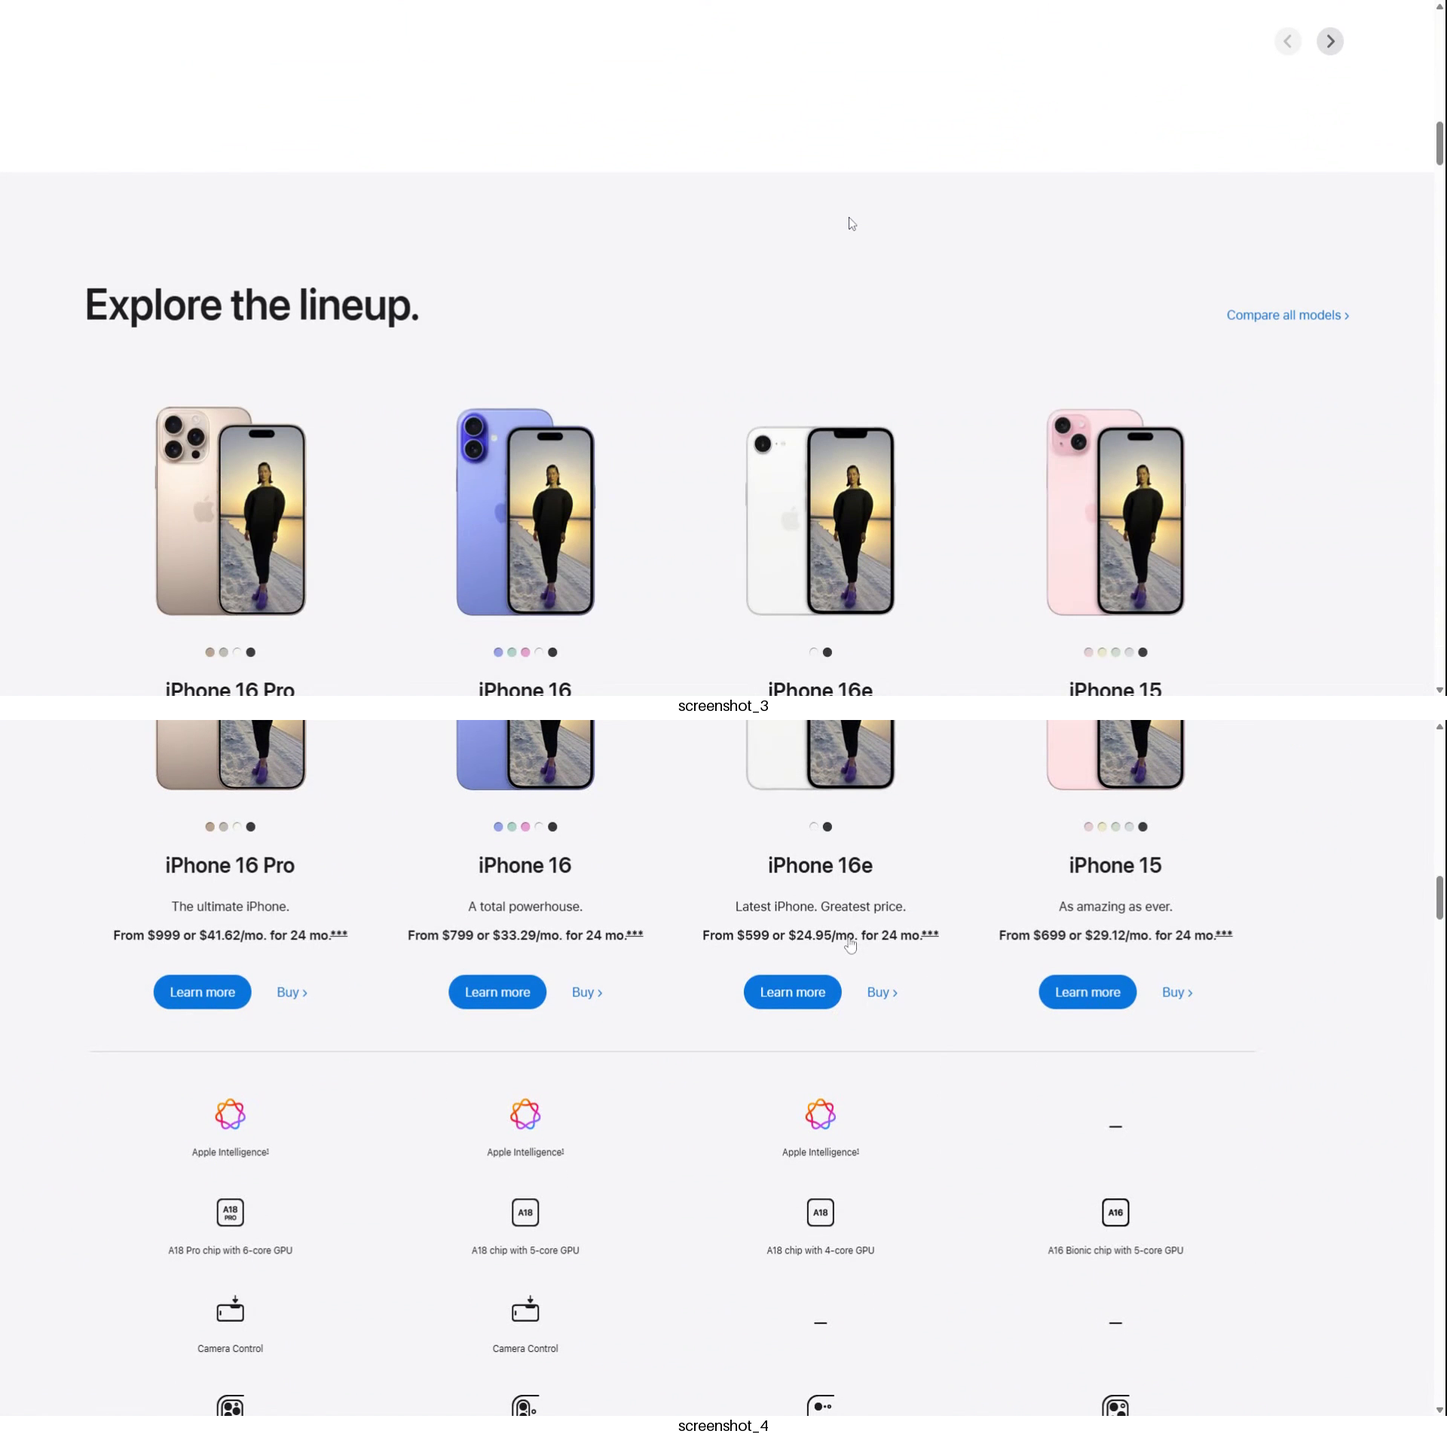 Explore the lineup.
Compare all models >
iPhone 16 Pro
iPhone 16
iPhone 16e
iPhone 15
screenshot_3
iPhone 16 Pro
iPhone 16
iPhone 16e
iPhone 15
The ultimate iPhone.
A total powerhouse.
Latest iPhone. Greatest price.
As amazing as ever.
From $999 or $41.62/mo. for 24 mo.***
From $799 or $33.29/mo. for 24 mo.***
From $599 or $24.95/mo. for 24 mo.***
From $699 or $29.12/mo. for 24 mo.***
Learn more Buy >
Learn more Buy >
Learn more Buy >
Learn more Buy >
Apple Intelligence¹
Apple Intelligence¹
Apple Intelligence¹
—
A18 PRO
A18
A18
A16
A18 Pro chip with 6-core GPU
A18 chip with 5-core GPU
A18 chip with 4-core GPU
A16 Bionic chip with 5-core GPU
Camera Control
Camera Control
—
—
screenshot_4